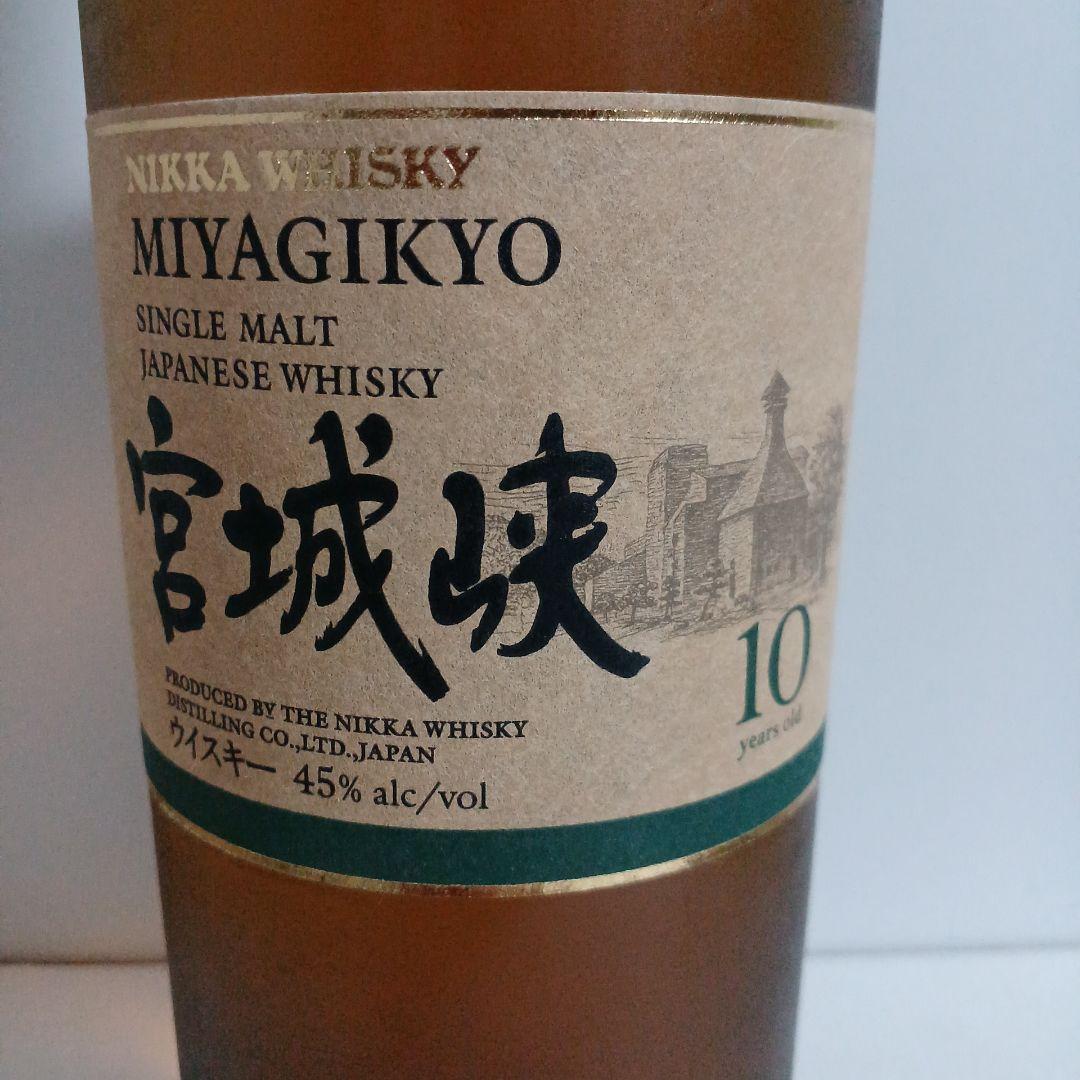 NIKKA WHISKY
MIYAGIKYO
SINGLE MALT
JAPANESE WHISKY
宮城峡
10
years old
PRODUCED BY THE NIKKA WHISKY
DISTILLING CO.,LTD.,JAPAN
ウイスキー 45% alc/vol